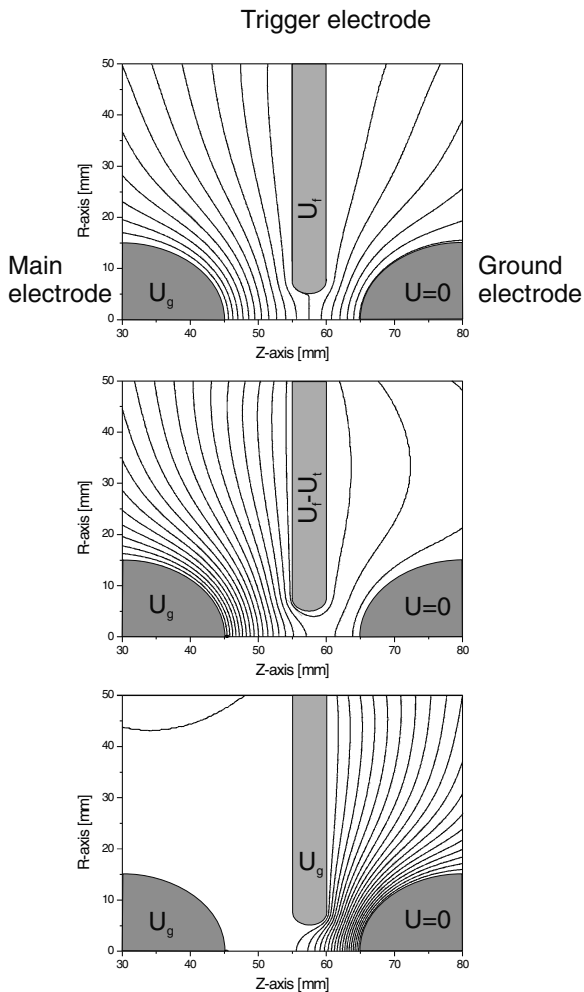 Trigger electrode
50
40
30
20
10
0
R-axis [mm]
U_f
Main
electrode
U_g
U=0
Ground
electrode
30 40 50 60 70 80
Z-axis [mm]
50
40
30
20
10
0
R-axis [mm]
U_f-U_t
U_g
U=0
30 40 50 60 70 80
Z-axis [mm]
50
40
30
20
10
0
R-axis [mm]
U_g
U_g
U=0
30 40 50 60 70 80
Z-axis [mm]